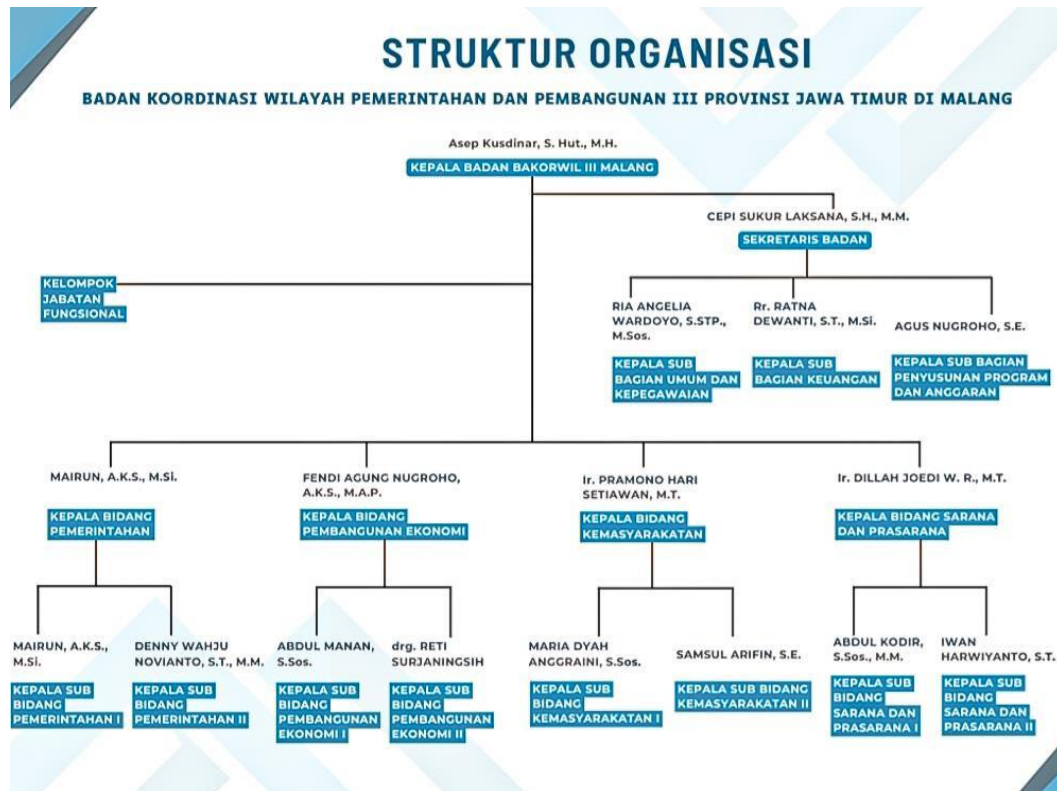 STRUKTUR ORGANISASI
BADAN KOORDINASI WILAYAH PEMERINTAHAN DAN PEMBANGUNAN III PROVINSI JAWA TIMUR DI MALANG
Asep Kusdinar, S. Hut., M.H.
KEPALA BADAN BAKORWIL III MALANG
CEPI SUKUR LAKSANA, S.H., M.M.
SEKRETARIS BADAN
KELOMPOK
JABATAN
FUNGSIONAL
RIA ANGELIA
WARDOYO, S.STP.,
M.Sos.
KEPALA SUB
BAGIAN UMUM DAN
KEPEGAWAIAN
Rr. RATNA
DEWANTI, S.T., M.Si.
KEPALA SUB
BAGIAN KEUANGAN
AGUS NUGROHO, S.E.
KEPALA SUB BAGIAN
PENYUSUNAN PROGRAM
DAN ANGGARAN
MAIRUN, A.K.S., M.Si.
KEPALA BIDANG
PEMERINTAHAN
FENDI AGUNG NUGROHO,
A.K.S., M.A.P.
KEPALA BIDANG
PEMBANGUNAN EKONOMI
Ir. PRAMONO HARI
SETIAWAN, M.T.
KEPALA BIDANG
KEMASYARAKATAN
Ir. DILLAH JOEDI W. R., M.T.
KEPALA BIDANG SARANA
DAN PRASARANA
MAIRUN, A.K.S.,
M.Si.
KEPALA SUB
BIDANG
PEMERINTAHAN I
DENNY WAHJU
NOVIANTO, S.T., M.M.
KEPALA SUB
BIDANG
PEMERINTAHAN II
ABDUL MANAN,
S.Sos.
KEPALA SUB
BIDANG
PEMBANGUNAN
EKONOMI I
drg. RETI
SURJANINGSIH
KEPALA SUB
BIDANG
PEMBANGUNAN
EKONOMI II
MARIA DYAH
ANGGRAINI, S.Sos.
KEPALA SUB
BIDANG
KEMASYARAKATAN I
SAMSUL ARIFIN, S.E.
KEPALA SUB BIDANG
KEMASYARAKATAN II
ABDUL KODIR,
S.Sos., M.M.
KEPALA SUB
BIDANG
SARANA DAN
PRASARANA I
IWAN
HARWIYANTO, S.T.
KEPALA SUB
BIDANG
SARANA DAN
PRASARANA II